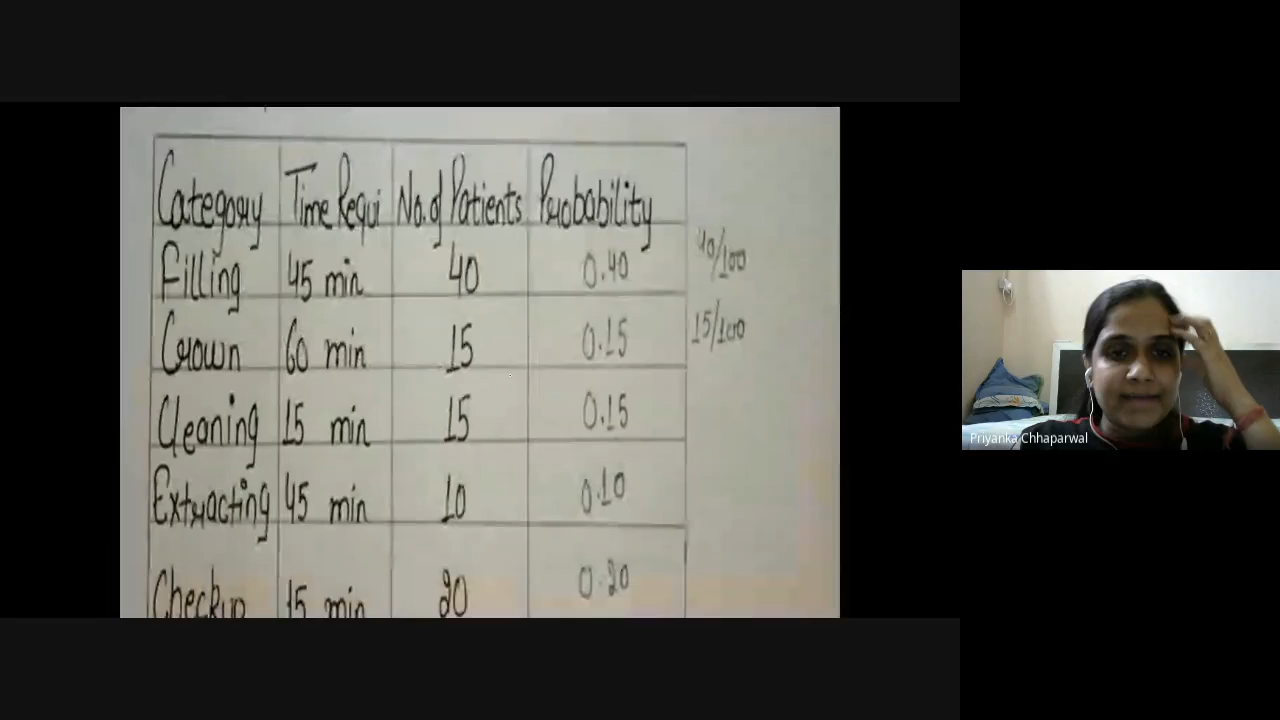 Category Time Requi No. of Patients Probability
Filling 45 min 40 0.40 40/100
Crown 60 min 15 0.15 15/100
Cleaning 15 min 15 0.15
Extracting 45 min 10 0.10
Checkup 15 min 20 0.20
Priyanka Chhaparwal